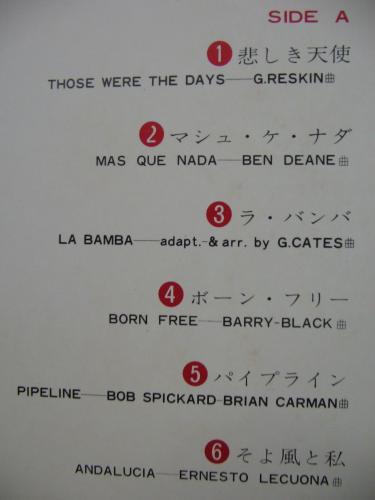 SIDE A
1 悲しき天使
THOSE WERE THE DAYS——G.RESKIN曲
2 マシュ・ケ・ナダ
MAS QUE NADA——BEN DEANE曲
3 ラ・バンバ
LA BAMBA——adapt.-& arr. by G.CATES曲
4 ボーン・フリー
BORN FREE——BARRY-BLACK曲
5 パイプライン
PIPELINE——BOB SPICKARD-BRIAN CARMAN曲
6 そよ風と私
ANDALUCIA——ERNESTO LECUONA曲